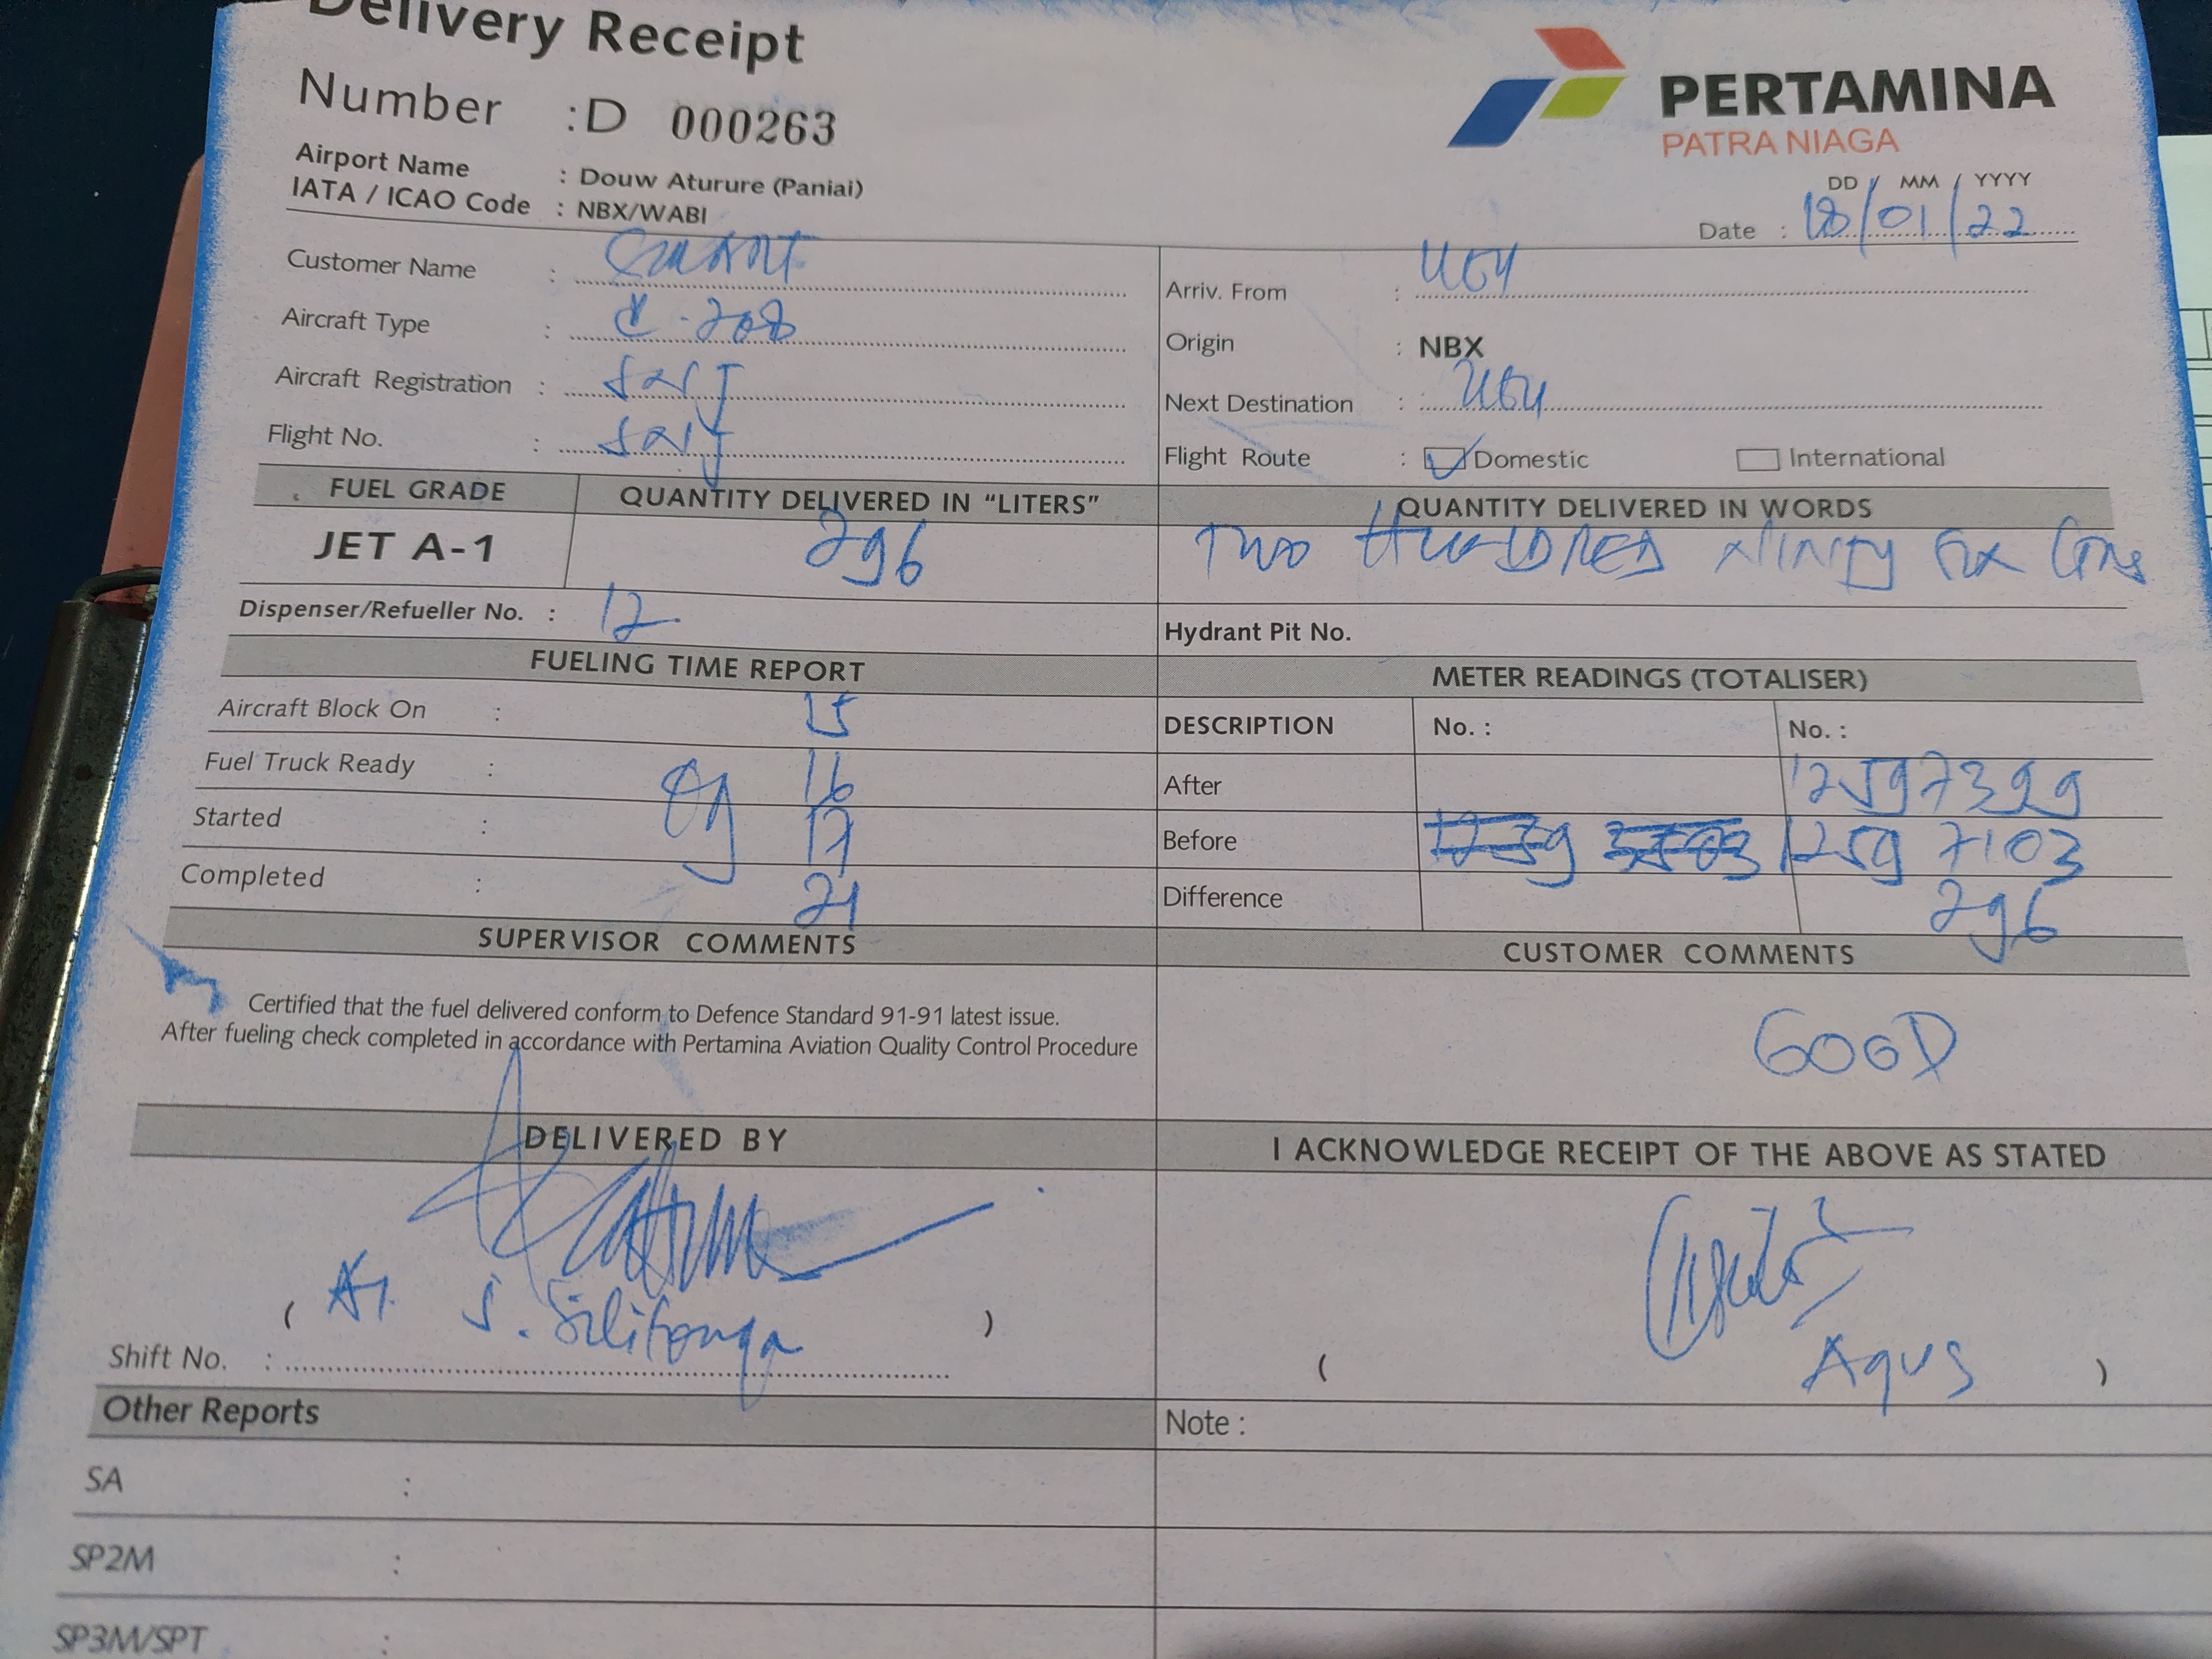 Delivery Receipt
Number : D 000263
PERTAMINA
PATRA NIAGA
Airport Name : Douw Aturure (Paniai)
IATA / ICAO Code : NBX/WABI
DD / MM / YYYY
Date : 18/01/22
Customer Name :
Arriv. From :
Aircraft Type : C-208
Origin : NBX
Aircraft Registration :
Next Destination :
Flight No. :
Flight Route : Domestic International
FUEL GRADE QUANTITY DELIVERED IN “LITERS” QUANTITY DELIVERED IN WORDS
JET A-1 296 TWO HUNDRED NINTY SIX
Dispenser/Refueller No. : 12
Hydrant Pit No.
FUELING TIME REPORT METER READINGS (TOTALISER)
Aircraft Block On : 15
DESCRIPTION No. : No. :
Fuel Truck Ready : 16
After 12597399
Started : 09 17
Before 1259 7103
Completed : 21
Difference 296
SUPERVISOR COMMENTS CUSTOMER COMMENTS
Certified that the fuel delivered conform to Defence Standard 91-91 latest issue.
After fueling check completed in accordance with Pertamina Aviation Quality Control Procedure
GOOD
DELIVERED BY I ACKNOWLEDGE RECEIPT OF THE ABOVE AS STATED
( S. Silitonga )
( Agus )
Shift No. :
Other Reports
Note :
SA :
SP2M :
SP3M/SPT :